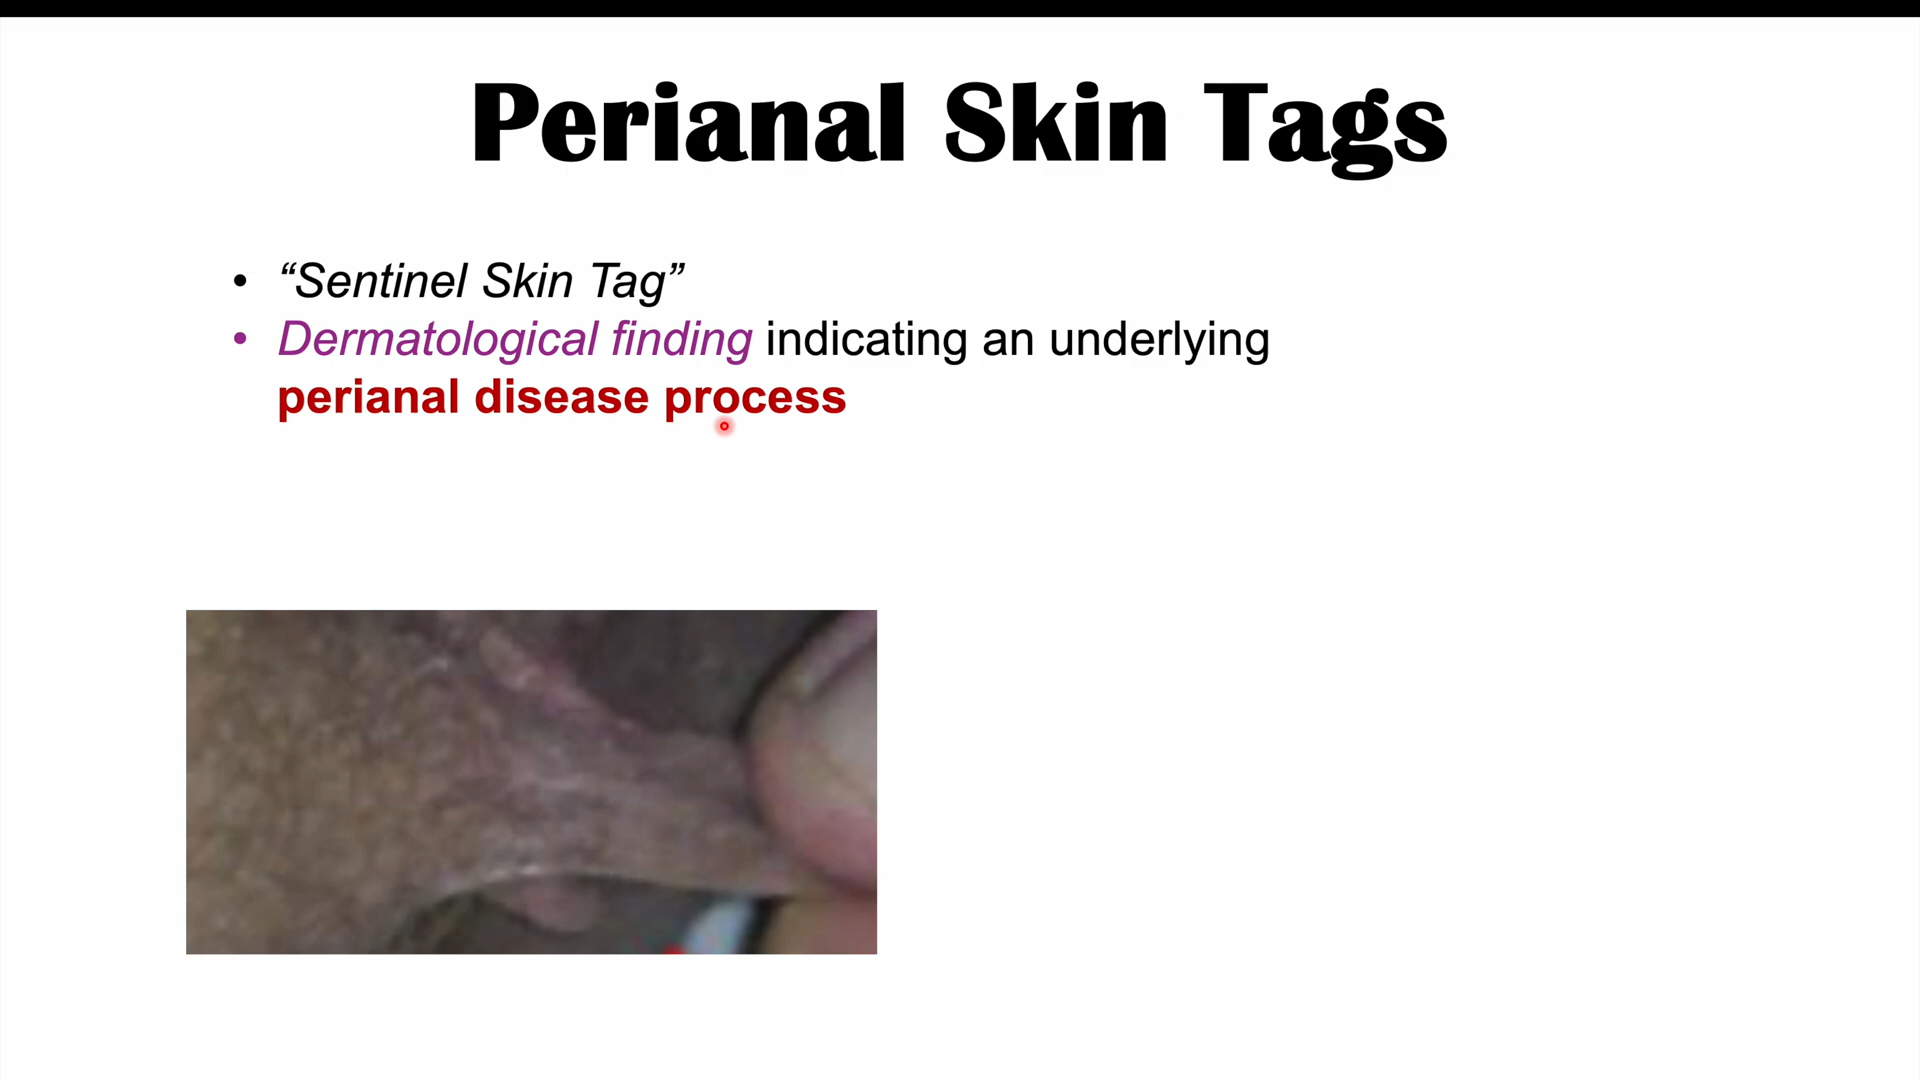 Perianal Skin Tags
• “Sentinel Skin Tag”
• Dermatological finding indicating an underlying
perianal disease process